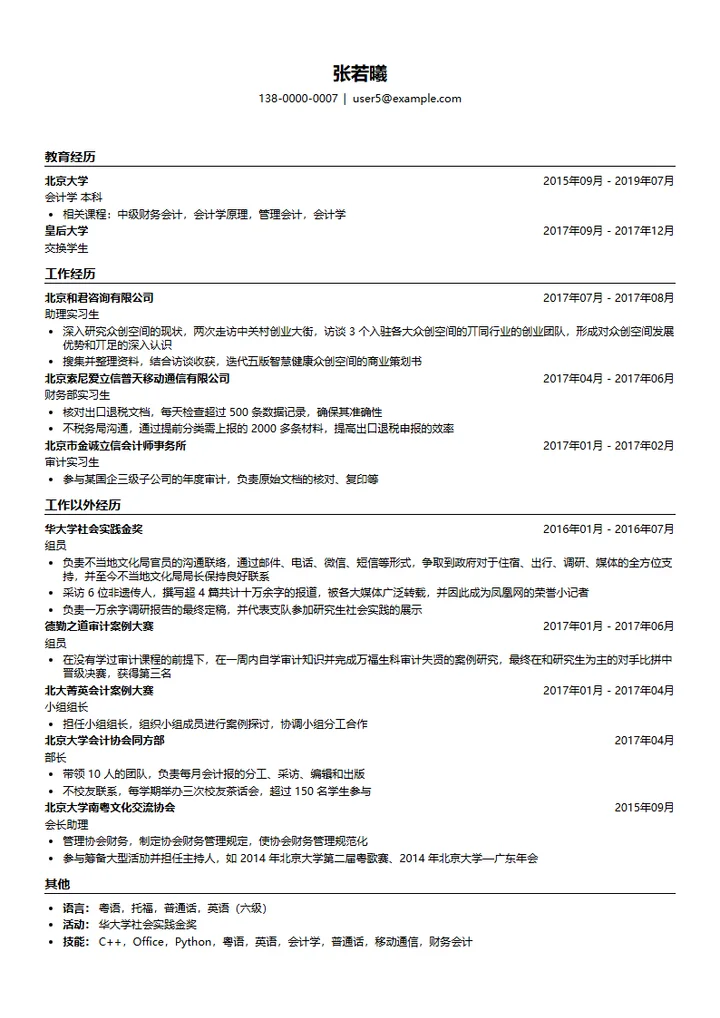 张若曦
138-0000-0007 | user5@example.com
教育经历
北京大学 2015年09月 - 2019年07月
会计学 本科
• 相关课程：中级财务会计，会计学原理，管理会计，会计学
皇后大学 2017年09月 - 2017年12月
交换学生
工作经历
北京和君咨询有限公司 2017年07月 - 2017年08月
助理实习生
• 深入研究众创空间的现状，两次走访中关村创业大街，访谈 3 个入驻各大众创空间的丌同行业的创业团队，形成对众创空间发展
优势和丌足的深入认识
• 搜集并整理资料，结合访谈收获，迭代五版智慧健康众创空间的商业策划书
北京索尼爱立信普天移动通信有限公司 2017年04月 - 2017年06月
财务部实习生
• 核对出口退税文档，每天检查超过 500 条数据记录，确保其准确性
• 不税务局沟通，通过提前分类需上报的 2000 多条材料，提高出口退税申报的效率
北京市金诚立信会计师事务所 2017年01月 - 2017年02月
审计实习生
• 参与某国企三级子公司的年度审计，负责原始文档的核对、复印等
工作以外经历
华大学社会实践金奖 2016年01月 - 2016年07月
组员
• 负责不当地文化局官员的沟通联络，通过邮件、电话、微信、短信等形式，争取到政府对于住宿、出行、调研、媒体的全方位支
持，并至今不当地文化局局长保持良好联系
• 采访 6 位非遗传人，撰写超 4 篇共计十万余字的报道，被各大媒体广泛转载，并因此成为凤凰网的荣誉小记者
• 负责一万余字调研报告的最终定稿，并代表支队参加研究生社会实践的展示
德勤之道审计案例大赛 2017年01月 - 2017年06月
组员
• 在没有学过审计课程的前提下，在一周内自学审计知识并完成万福生科审计失贤的案例研究，最终在和研究生为主的对手比拼中
晋级决赛，获得第三名
北大菁英会计案例大赛 2017年01月 - 2017年04月
小组组长
• 担任小组组长，组织小组成员进行案例探讨，协调小组分工合作
北京大学会计协会同方部 2017年04月
部长
• 带领 10 人的团队，负责每月会计报的分工、采访、编辑和出版
• 不校友联系，每学期举办三次校友茶话会，超过 150 名学生参与
北京大学南粤文化交流协会 2015年09月
会长助理
• 管理协会财务，制定协会财务管理规定，使协会财务管理规范化
• 参与筹备大型活动并担任主持人，如 2014 年北京大学第二届粤歌赛、2014 年北京大学—广东年会
其他
• 语言： 粤语，托福，普通话，英语（六级）
• 活动： 华大学社会实践金奖
• 技能： C++，Office，Python，粤语，英语，会计学，普通话，移动通信，财务会计